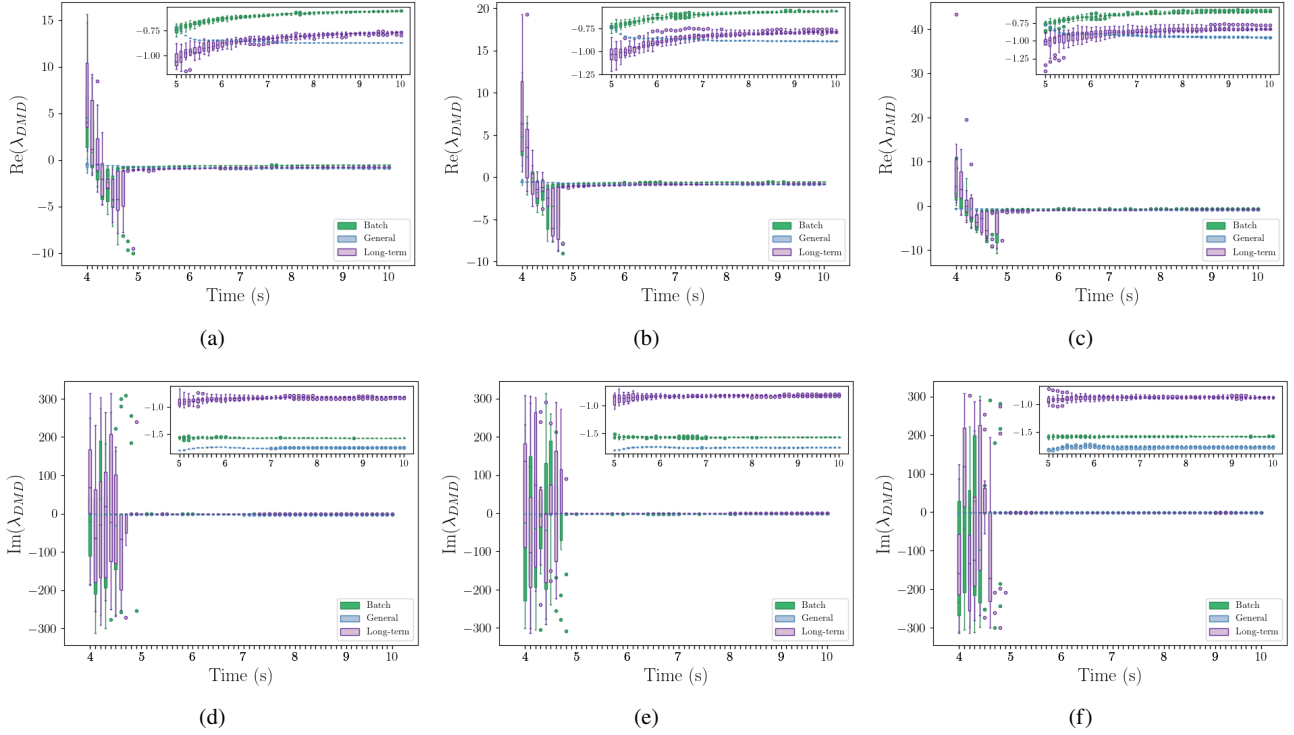 15
10
5
0
−5
−10
Re(λDMD)
−0.75
−1.00
5 6 7 8 9 10
Batch
General
Long-term
4 5 6 7 8 9 10
Time (s)
(a)
20
15
10
5
0
−5
−10
Re(λDMD)
−0.75
−1.00
−1.25
5 6 7 8 9 10
Batch
General
Long-term
4 5 6 7 8 9 10
Time (s)
(b)
40
30
20
10
0
−10
Re(λDMD)
−0.75
−1.00
−1.25
5 6 7 8 9 10
Batch
General
Long-term
4 5 6 7 8 9 10
Time (s)
(c)
300
200
100
0
−100
−200
−300
Im(λDMD)
−1.0
−1.5
5 6 7 8 9 10
Batch
General
Long-term
4 5 6 7 8 9 10
Time (s)
(d)
300
200
100
0
−100
−200
−300
Im(λDMD)
−1.0
−1.5
5 6 7 8 9 10
Batch
General
Long-term
4 5 6 7 8 9 10
Time (s)
(e)
300
200
100
0
−100
−200
−300
Im(λDMD)
−1.0
−1.5
5 6 7 8 9 10
Batch
General
Long-term
4 5 6 7 8 9 10
Time (s)
(f)